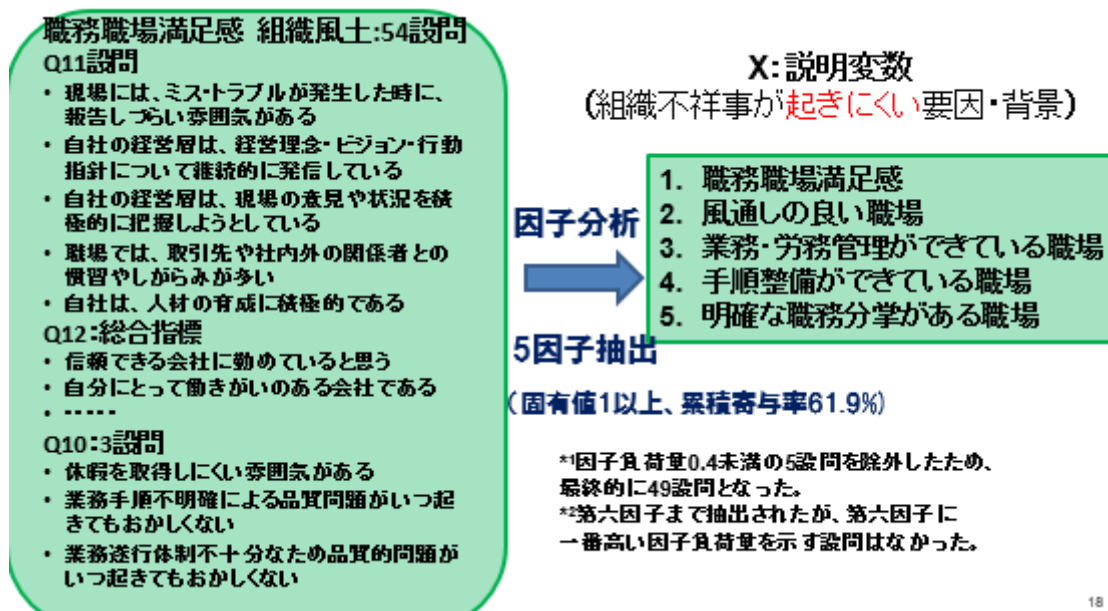 職務職場満足感 組織風土:54設問
Q11設問
・ 現場には、ミス・トラブルが発生した時に、
報告しづらい雰囲気がある
・ 自社の経営層は、経営理念・ビジョン・行動
指針について継続的に発信している
・ 自社の経営層は、現場の意見や状況を積
極的に把握しようとしている
・ 職場では、取引先や社内外の関係者との
慣習やしがらみが多い
・ 自社は、人材の育成に積極的である
Q12:総合指標
・ 信頼できる会社に勤めていると思う
・ 自分にとって働きがいのある会社である
・ ・・・・・
Q10:3設問
・ 休暇を取得しにくい雰囲気がある
・ 業務手順不明確による品質問題がいつ起
きてもおかしくない
・ 業務遂行体制不十分なため品質的問題が
いつ起きてもおかしくない
因子分析
5因子抽出
(固有値1以上、累積寄与率61.9%)
X:説明変数
(組織不祥事が起きにくい要因・背景)
1. 職務職場満足感
2. 風通しの良い職場
3. 業務・労務管理ができている職場
4. 手順整備ができている職場
5. 明確な職務分掌がある職場
*1因子負荷量0.4未満の5設問を除外したため、
最終的に49設問となった。
*2第六因子まで抽出されたが、第六因子に
一番高い因子負荷量を示す設問はなかった。
18